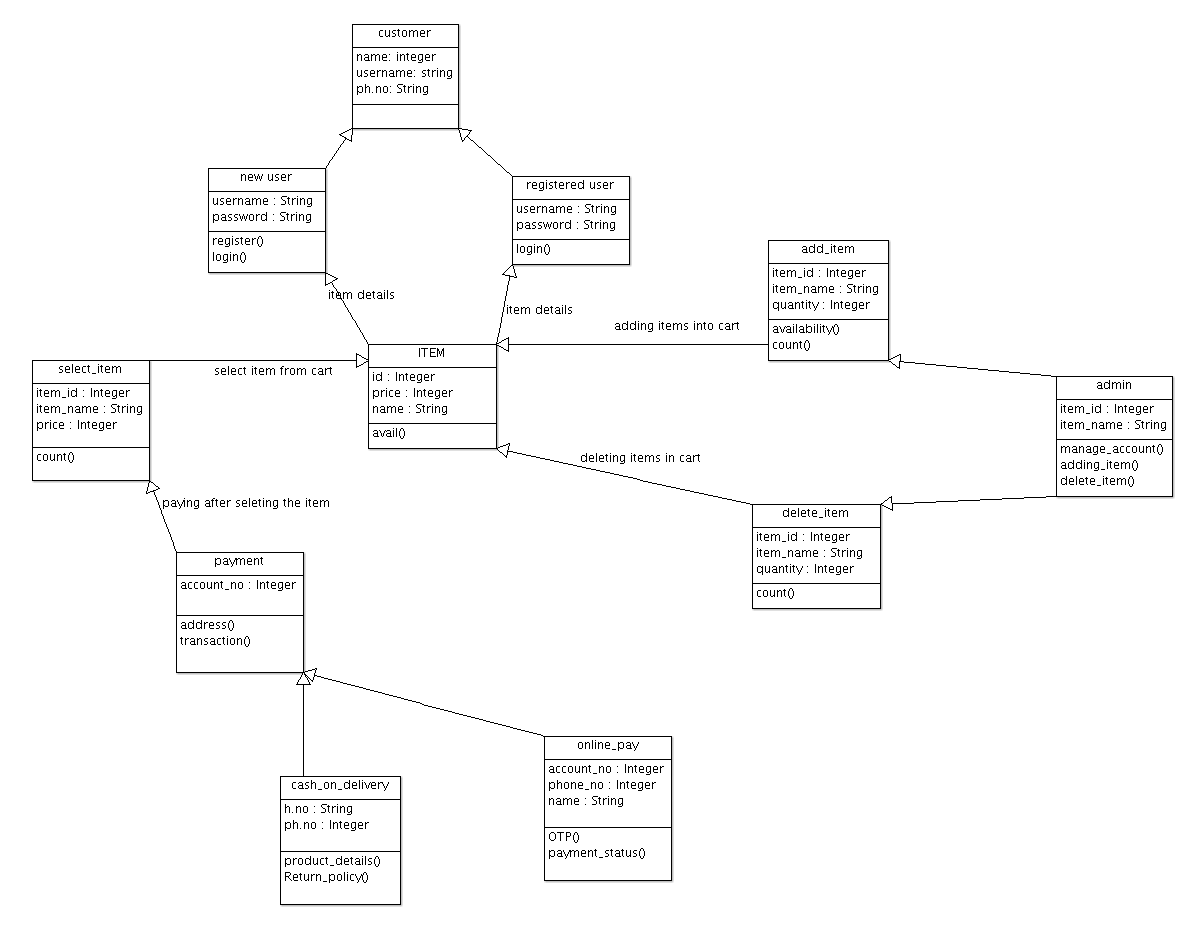 customer
name: integer
username: string
ph.no: String
new user
username : String
password : String
register()
login()
registered user
username : String
password : String
login()
item details
item details
add_item
item_id : Integer
item_name : String
quantity : Integer
availability()
count()
adding items into cart
ITEM
id : Integer
price : Integer
name : String
avail()
select_item
item_id : Integer
item_name : String
price : Integer
count()
select item from cart
admin
item_id : Integer
item_name : String
manage_account()
adding_item()
delete_item()
deleting items in cart
delete_item
item_id : Integer
item_name : String
quantity : Integer
count()
paying after seleting the item
payment
account_no : Integer
address()
transaction()
cash_on_delivery
h.no : String
ph.no : Integer
product_details()
Return_policy()
online_pay
account_no : Integer
phone_no : Integer
name : String
OTP()
payment_status()